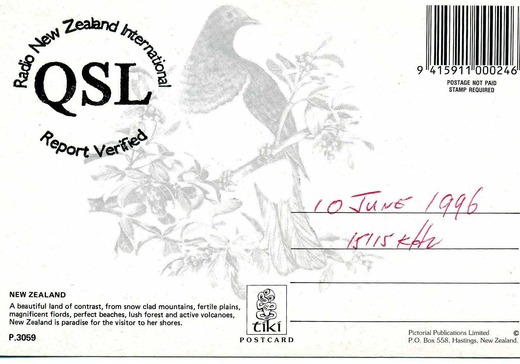 Radio New Zealand International
QSL
Report Verified
9 415911 000246
POSTAGE NOT PAID
STAMP REQUIRED
10 JUNE 1996
15115 kHz
NEW ZEALAND
A beautiful land of contrast, from snow clad mountains, fertile plains,
magnificent fiords, perfect beaches, lush forest and active volcanoes,
New Zealand is paradise for the visitor to her shores.
P.3059
tiki
POSTCARD
Pictorial Publications Limited ©
P.O. Box 558, Hastings, New Zealand.